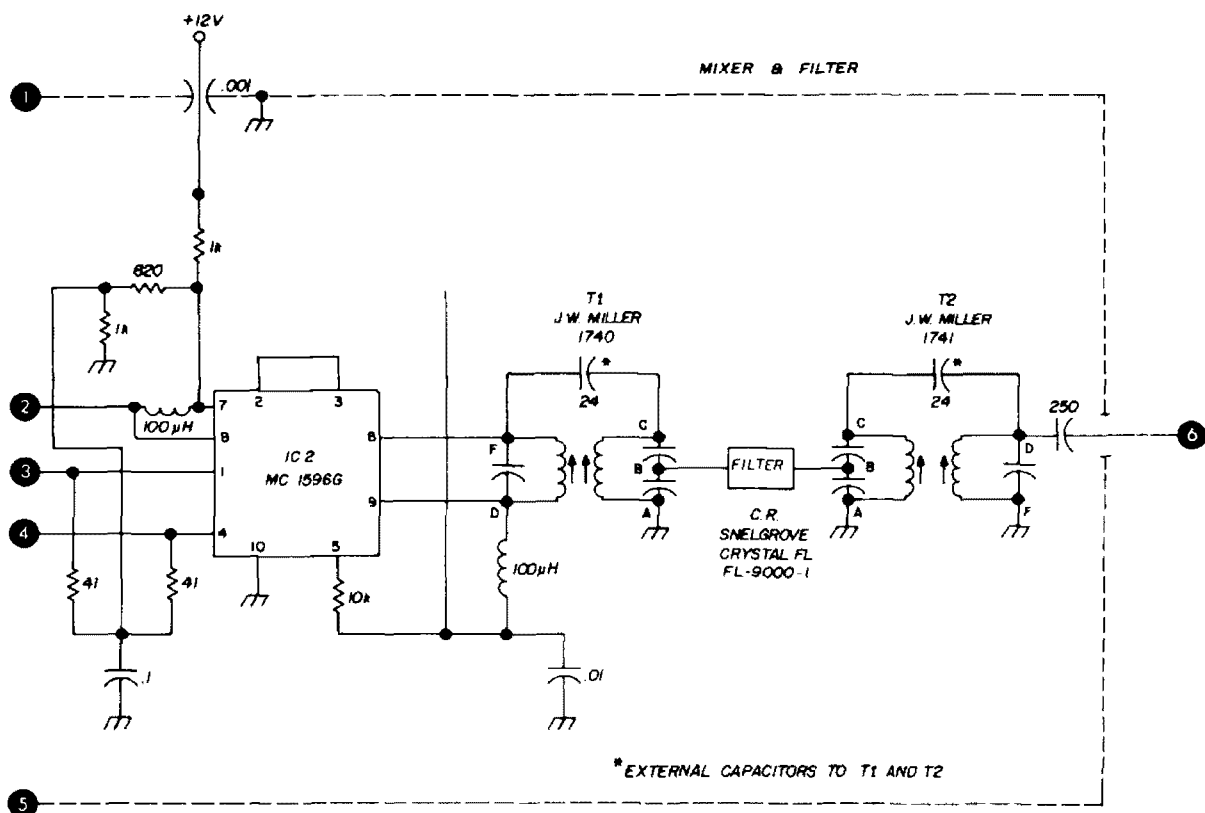 +12V
MIXER & FILTER
1
.001
1k
820
1k
T1
J.W. MILLER
1740
T2
J.W. MILLER
1741
*
24
*
24
250
2
100µH
7
2
3
8
1
4
IC 2
MC 1596G
6
9
10
5
3
4
F
D
C
B
A
FILTER
C
B
A
D
F
6
C.R.
SNELGROVE
CRYSTAL FL
FL-9000-1
41
41
10k
100µH
.1
.01
*EXTERNAL CAPACITORS TO T1 AND T2
5